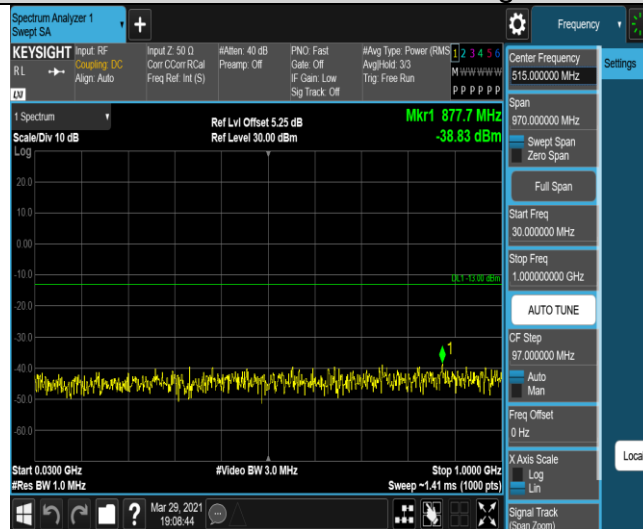 Spectrum Analyzer 1
Swept SA
Frequency
KEYSIGHT
RL
LXI
Input: RF
Coupling: DC
Align: Auto
Input Z: 50 Ω
Corr CCorr RCal
Freq Ref: Int (S)
#Atten: 40 dB
Preamp: Off
PNO: Fast
Gate: Off
IF Gain: Low
Sig Track: Off
#Avg Type: Power (RMS
Avg|Hold: 3/3
Trig: Free Run
1 2 3 4 5 6
M W W W W W
P P P P P P
Center Frequency
515.000000 MHz
Settings
Span
970.000000 MHz
Swept Span
Zero Span
Full Span
Start Freq
30.000000 MHz
Stop Freq
1.000000000 GHz
AUTO TUNE
CF Step
97.000000 MHz
Auto
Man
Freq Offset
0 Hz
X Axis Scale
Log
Lin
Local
Signal Track
(Span Zoom)
1 Spectrum
Scale/Div 10 dB
Log
Ref Lvl Offset 5.25 dB
Ref Level 30.00 dBm
Mkr1 877.7 MHz
-38.83 dBm
20.0
10.0
0.00
-10.0
DL1 -13.00 dBm
-20.0
-30.0
1
-40.0
-50.0
-60.0
Start 0.0300 GHz
#Res BW 1.0 MHz
#Video BW 3.0 MHz
Stop 1.0000 GHz
Sweep ~1.41 ms (1000 pts)
?
Mar 29, 2021
19:08:44